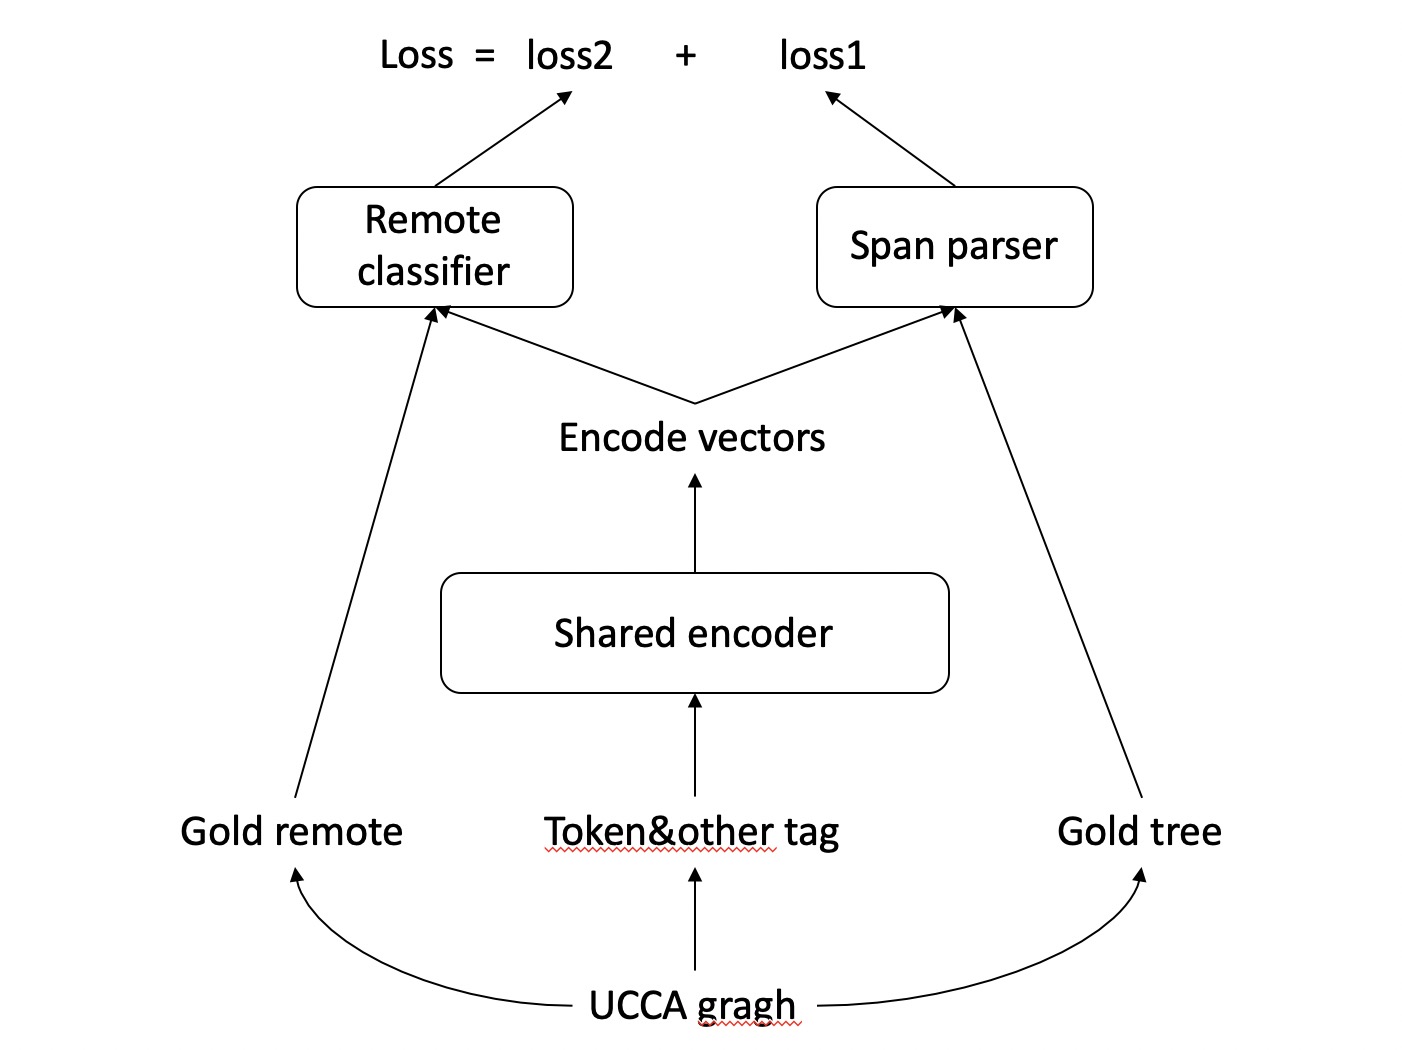 Loss = loss2 + loss1
Remote
classifier
Span parser
Encode vectors
Shared encoder
Gold remote
Token&other tag
Gold tree
UCCA gragh